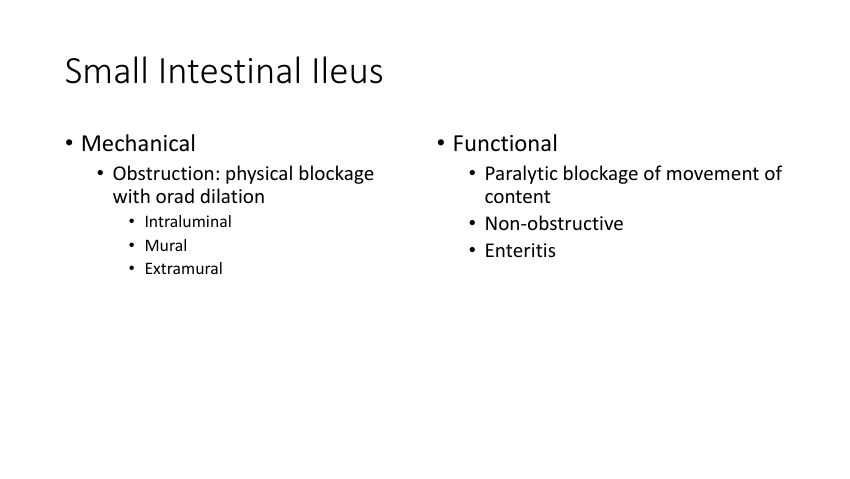 Small Intestinal Ileus
• Mechanical
• Obstruction: physical blockage
with orad dilation
• Intraluminal
• Mural
• Extramural
• Functional
• Paralytic blockage of movement of
content
• Non-obstructive
• Enteritis